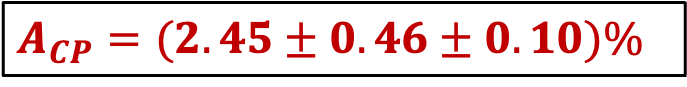 A_CP = (2.45 ± 0.46 ± 0.10)%